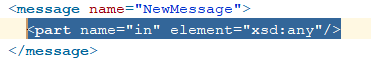 <message name="NewMessage">
<part name="in" element="xsd:any"/>
</message>